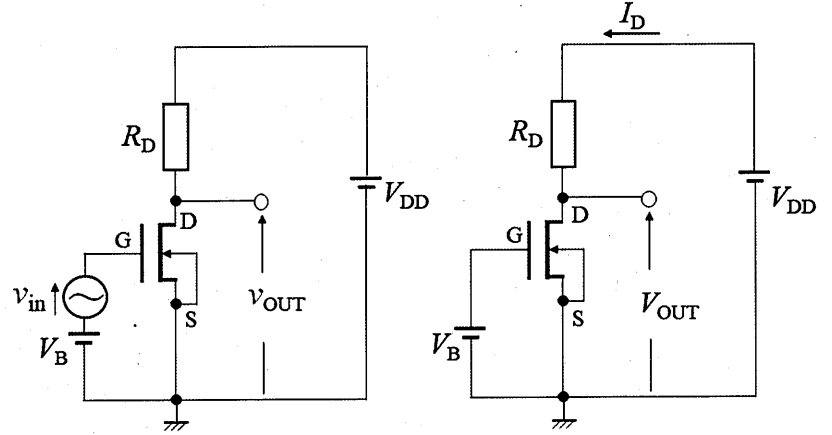 R_D
V_DD
D
G
S
v_in
V_B
v_OUT
I_D
R_D
V_DD
D
G
S
V_B
V_OUT